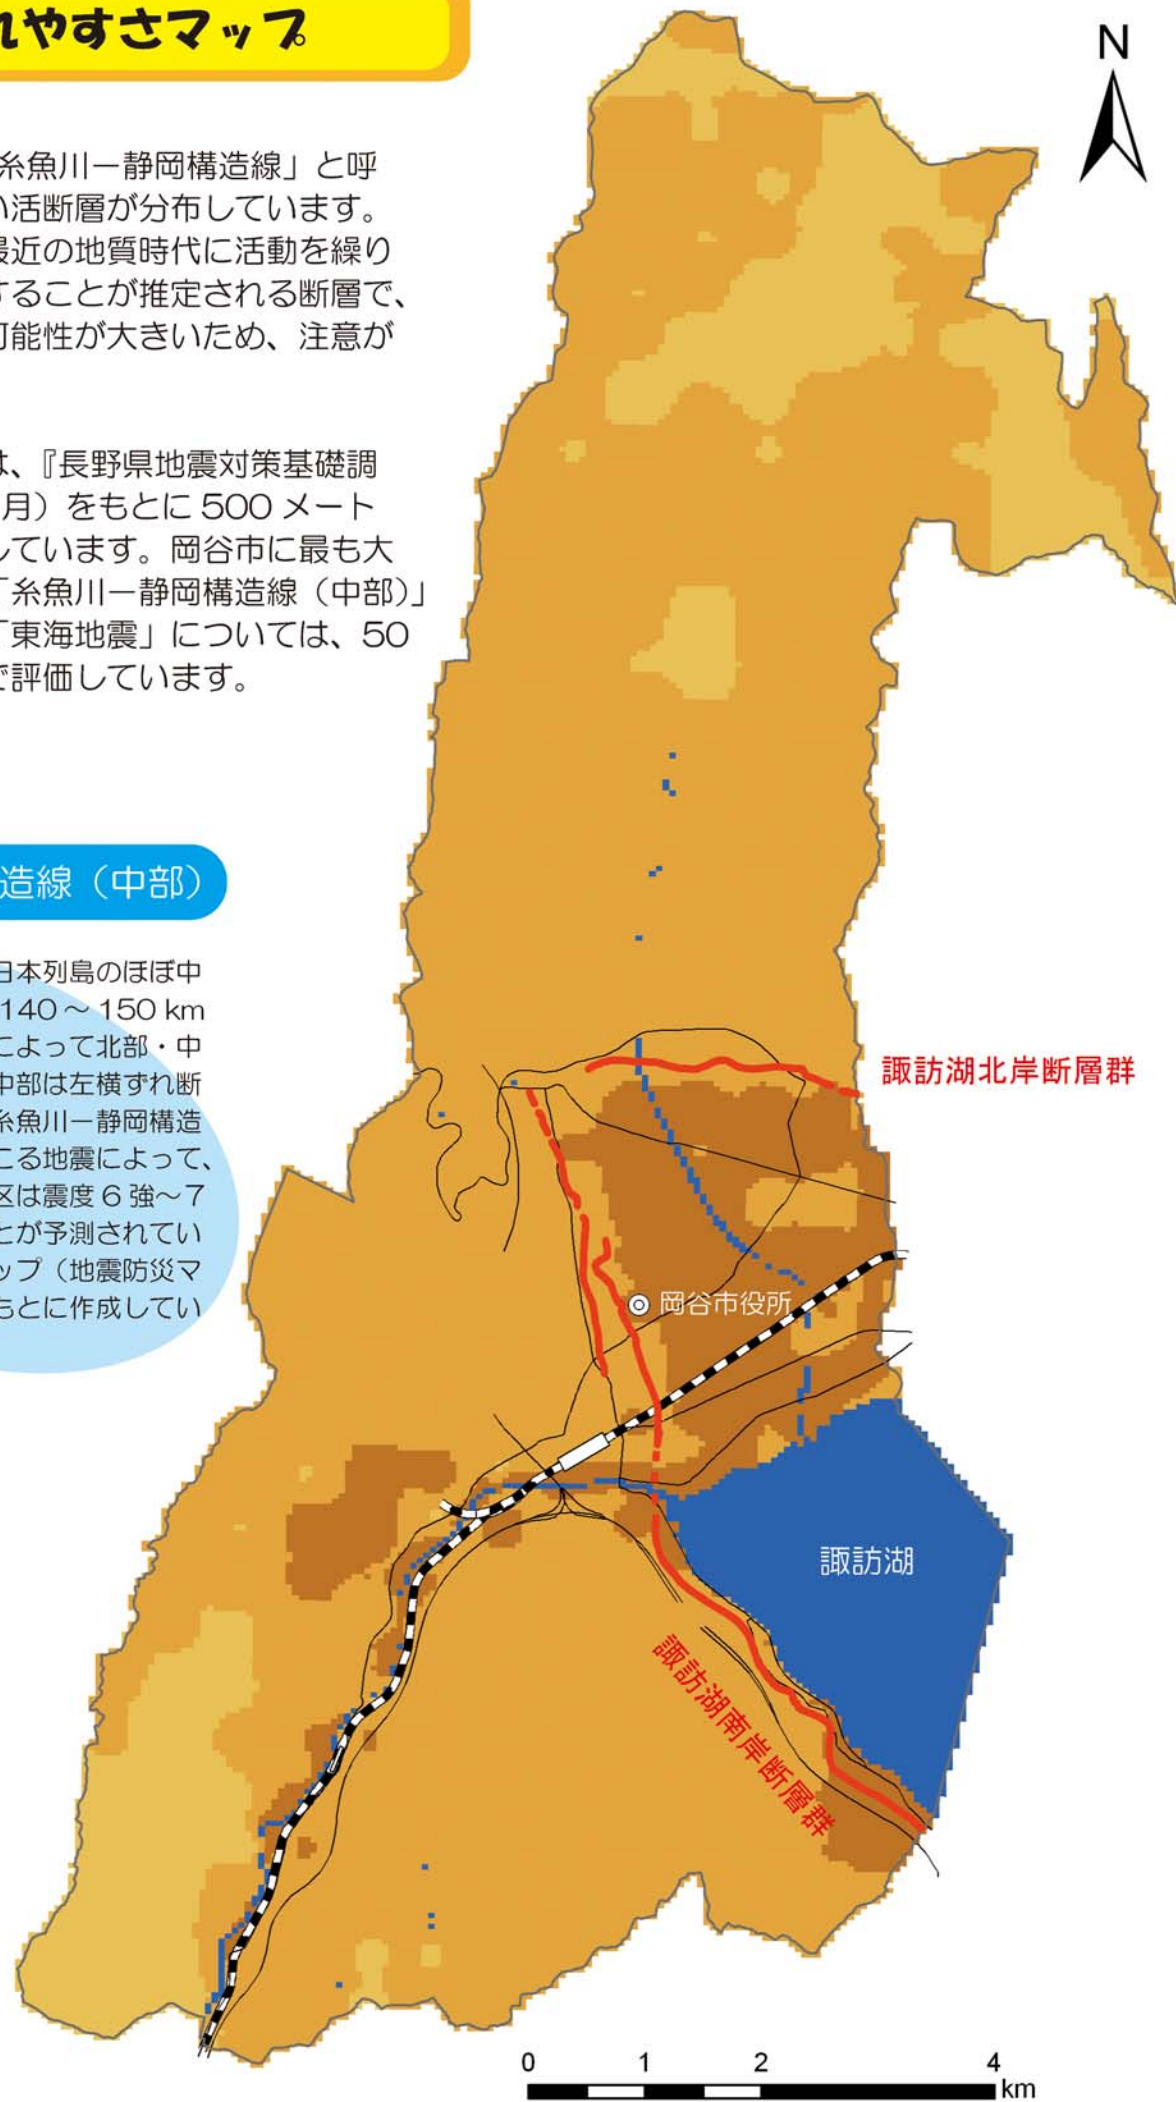 れやすさマップ
N
糸魚川ー静岡構造線」と呼
い活断層が分布しています。
最近の地質時代に活動を繰り
することが推定される断層で、
可能性が大きいため、注意が
は、『長野県地震対策基礎調
月）をもとに 500 メート
しています。岡谷市に最も大
「糸魚川ー静岡構造線（中部）」
「東海地震」については、50
で評価しています。
造線（中部）
日本列島のほぼ中
140～150 km
によって北部・中
中部は左横ずれ断
糸魚川ー静岡構造
こる地震によって、
区は震度６強～７
とが予測されてい
ップ（地震防災マ
もとに作成してい
諏訪湖北岸断層群
岡谷市役所
諏訪湖
諏訪湖南岸断層群
0 1 2 4
km